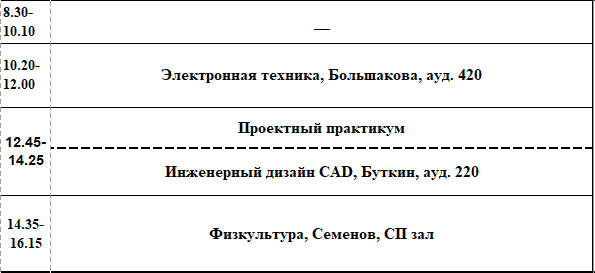 8.30-
10.10
—
10.20-
12.00
Электронная техника, Большакова, ауд. 420
12.45-
14.25
Проектный практикум
Инженерный дизайн CAD, Буткин, ауд. 220
14.35-
16.15
Физкультура, Семенов, СП зал